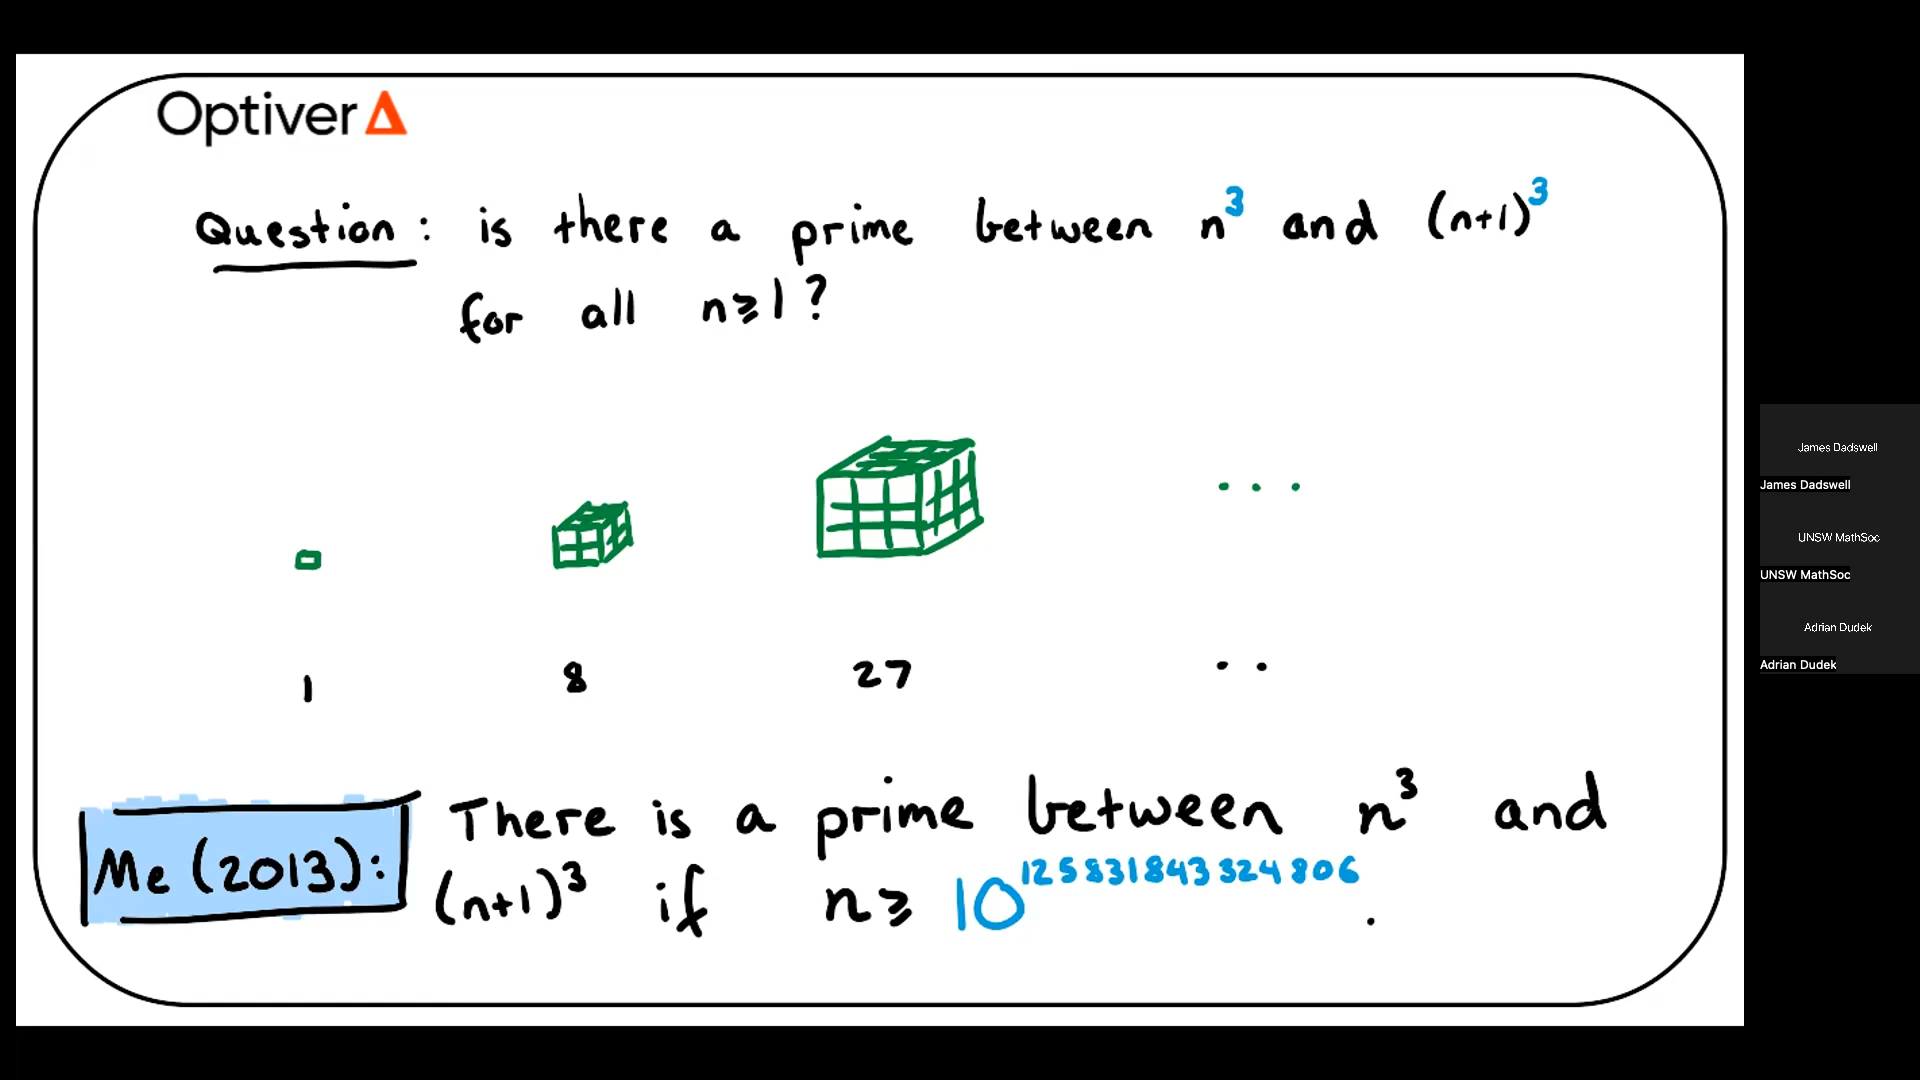 Optiver
Question: is there a prime between n³ and (n+1)³
for all n≥1?
...
1 8 27 ..
Me (2013): There is a prime between n³ and
(n+1)³ if n≥ 10^125831843324806.
James Dadswell
James Dadswell
UNSW MathSoc
UNSW MathSoc
Adrian Dudek
Adrian Dudek